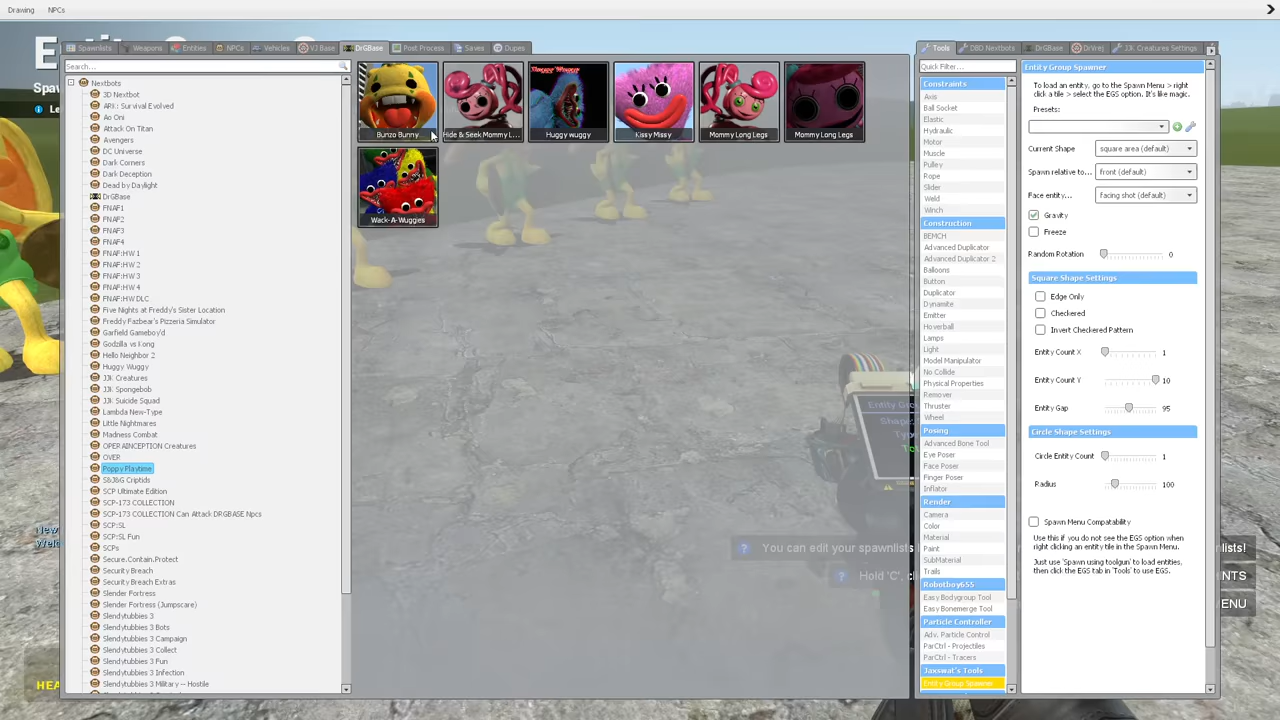 Drawing NPCs
Spawnlists Weapons Entities NPCs Vehicles VJ Base DrGBase Post Process Saves Dupes
Search...
Nextbots
3D Nextbot
ARK: Survival Evolved
Ao Oni
Attack On Titan
Avengers
DC Universe
Dark Corners
Dark Deception
Dead by Daylight
DrGBase
FNAF1
FNAF2
FNAF3
FNAF4
FNAF:HW 1
FNAF:HW 2
FNAF:HW 3
FNAF:HW 4
FNAF:HW DLC
Five Nights at Freddy's Sister Location
Freddy Fazbear's Pizzeria Simulator
Garfield Gameboy'd
Godzilla vs Kong
Hello Neighbor 2
Huggy Wuggy
JJk Creatures
JJk Spongebob
JJk Suicide Squad
Lambda New-Type
Little Nightmares
Madness Combat
OPERAINCEPTION Creatures
OVER
Poppy Playtime
S&J&G Criptids
SCP Ultimate Edition
SCP-173 COLLECTION
SCP-173 COLLECTION Can Attack DRGBASE Npcs
SCP:SL
SCP:SL Fun
SCPs
Secure.Contain.Protect
Security Breach
Security Breach Extras
Slender Fortress
Slender Fortress (Jumpscare)
Slendytubbies 3
Slendytubbies 3 Bots
Slendytubbies 3 Campaign
Slendytubbies 3 Collect
Slendytubbies 3 Fun
Slendytubbies 3 Infection
Slendytubbies 3 Military -- Hostile
Bunzo Bunny
Hide & Seek Mommy L...
Huggy Wuggy
Huggy wuggy
Kissy Missy
Mommy Long Legs
Mommy Long Legs
Wack-A-Wuggies
You can edit your spawnlists
Hold 'C', cli
Tools DBD Nextbots DrGBase DrVrej JJk Creatures Settings
Quick Filter...
Constraints
Axis
Ball Socket
Elastic
Hydraulic
Motor
Muscle
Pulley
Rope
Slider
Weld
Winch
Construction
BEMCH
Advanced Duplicator
Advanced Duplicator 2
Balloons
Button
Duplicator
Dynamite
Emitter
Hoverball
Lamps
Light
Model Manipulator
No Collide
Physical Properties
Remover
Thruster
Wheel
Posing
Advanced Bone Tool
Eye Poser
Face Poser
Finger Poser
Inflator
Render
Camera
Color
Material
Paint
SubMaterial
Trails
Robotboy655
Easy Bodygroup Tool
Easy Bonemerge Tool
Particle Controller
Adv. Particle Control
ParCtrl - Projectiles
ParCtrl - Tracers
Jaxswat's Tools
Entity Group Spawner
Entity Group Spawner
To load an entity, go to the Spawn Menu > right
click a tile > select the EGS option. It's like magic.
Presets:
Current Shape square area (default)
Spawn relative to... front (default)
Face entity... facing shot (default)
Gravity
Freeze
Random Rotation 0
Square Shape Settings
Edge Only
Checkered
Invert Checkered Pattern
Entity Count X 1
Entity Count Y 10
Entity Gap 95
Circle Shape Settings
Circle Entity Count 1
Radius 100
Spawn Menu Compatability
Use this if you do not see the EGS option when
right clicking an entity tile in the Spawn Menu.
Just use 'Spawn using toolgun' to load entities,
then click the EGS tab in 'Tools' to use EGS.